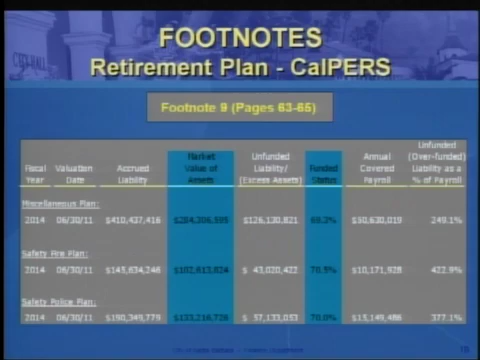 FOOTNOTES
Retirement Plan - CalPERS
Footnote 9 (Pages 63-65)
Fiscal Year Valuation Date Accrued Liability Market Value of Assets Unfunded Liability/ (Excess Assets) Funded Status Annual Covered Payroll Unfunded (Over-funded) Liability as a % of Payroll
Miscellaneous Plan:
2014 06/30/11 $410,437,416 $284,306,595 $126,130,821 69.3% $50,630,019 249.1%
Safety Fire Plan:
2014 06/30/11 $145,634,246 $102,613,824 $ 43,020,422 70.5% $10,171,928 422.9%
Safety Police Plan:
2014 06/30/11 $190,349,779 $133,216,726 $ 57,133,053 70.0% $15,149,486 377.1%